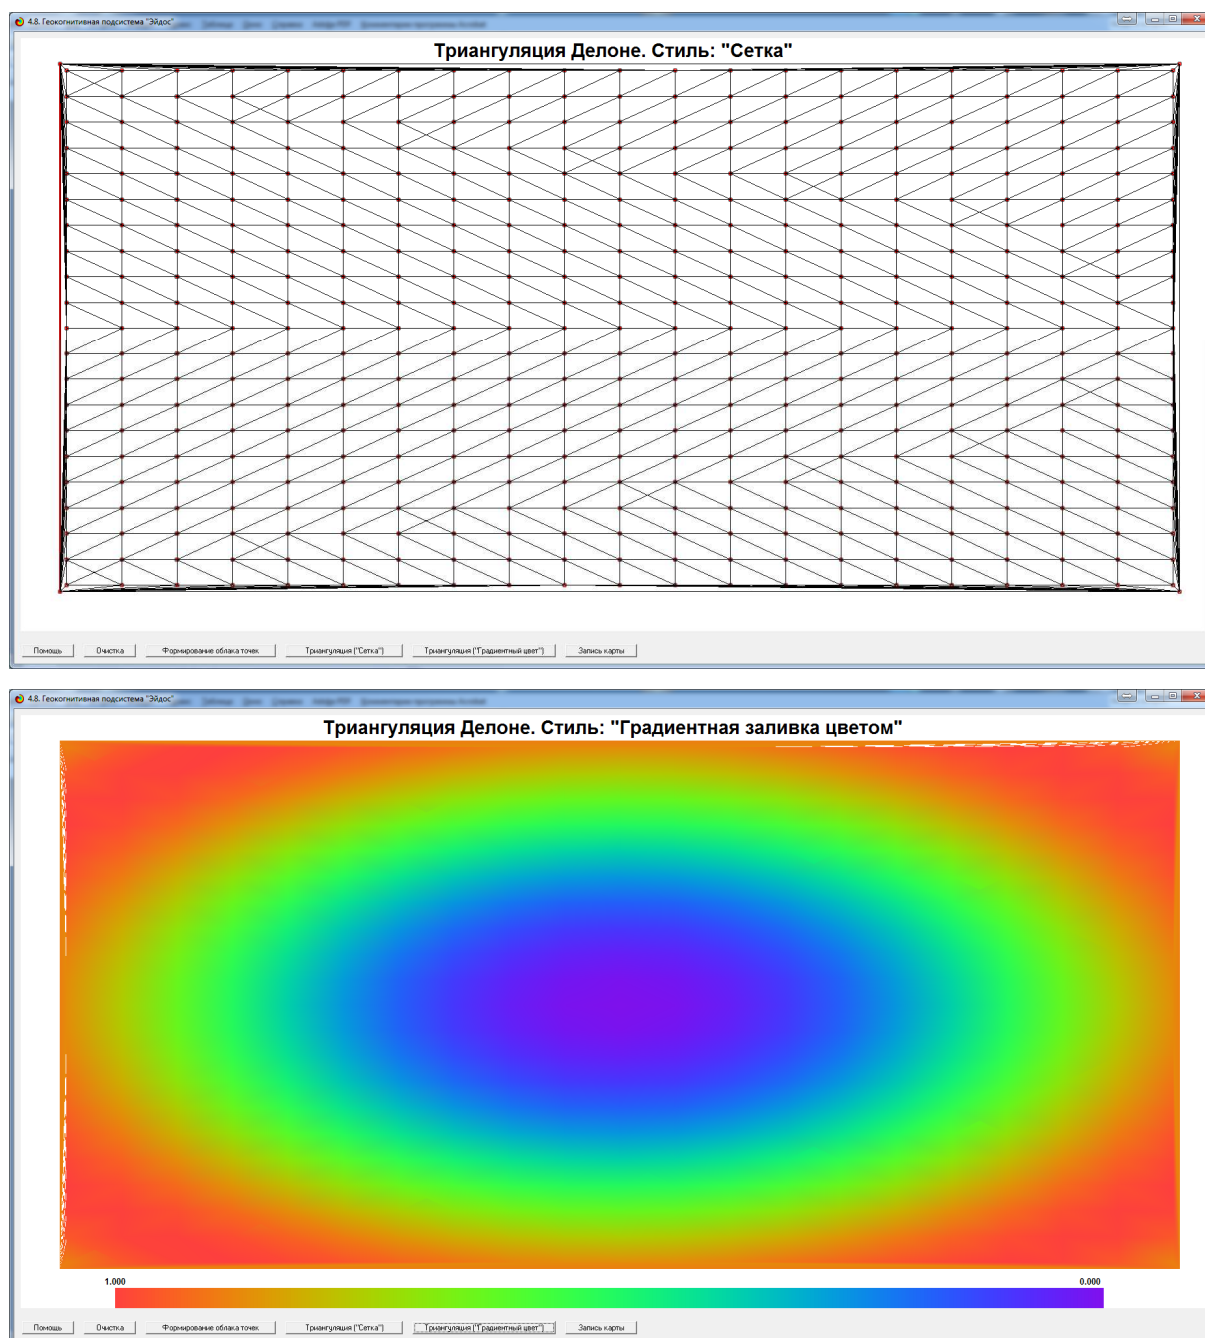 4.8. Геокогнитивная подсистема "Эйдос"
Триангуляция Делоне. Стиль: "Сетка"
Помощь Очистка Формирование облака точек Триангуляция ("Сетка") Триангуляция ("Градиентный цвет") Запись карты
4.8. Геокогнитивная подсистема "Эйдос"
Триангуляция Делоне. Стиль: "Градиентная заливка цветом"
1.000 0.000
Помощь Очистка Формирование облака точек Триангуляция ("Сетка") Триангуляция ("Градиентный цвет") Запись карты